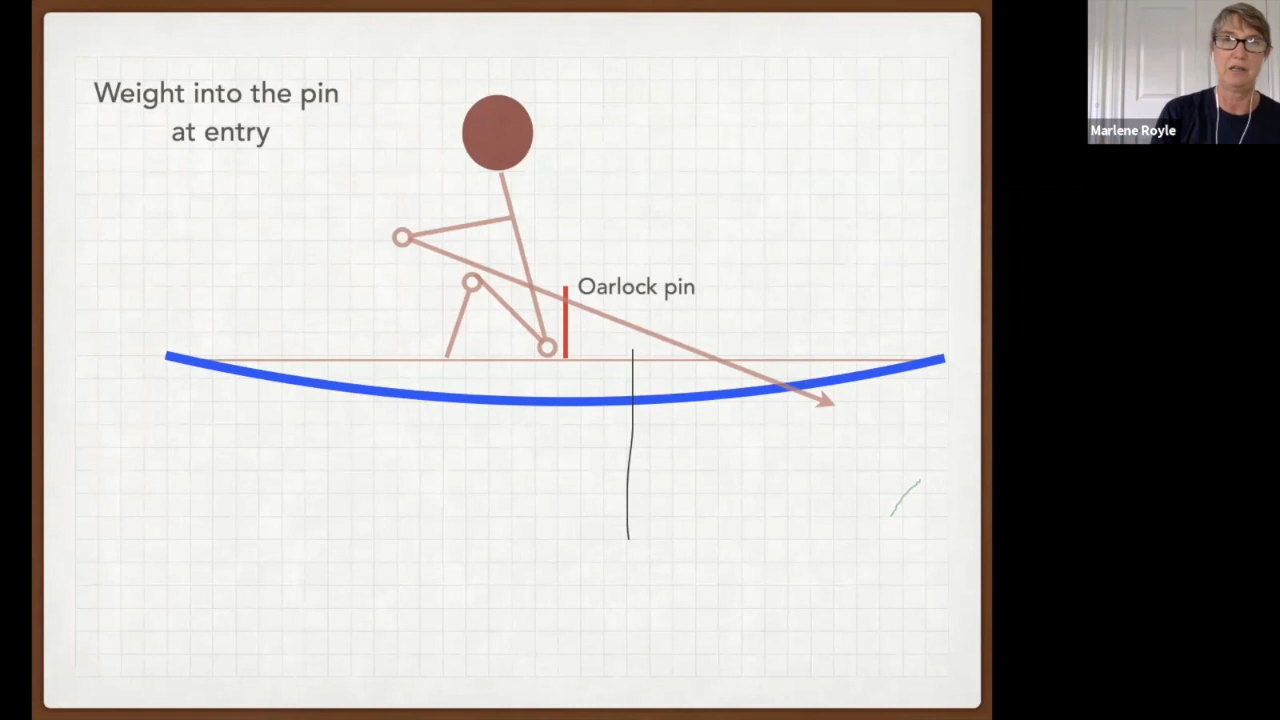 Weight into the pin
at entry
Oarlock pin
Marlene Royle